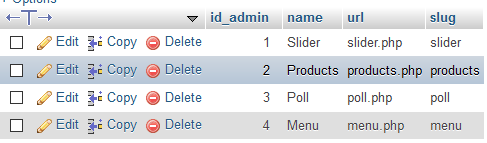 + Options
id_admin name url slug
Edit Copy Delete 1 Slider slider.php slider
Edit Copy Delete 2 Products products.php products
Edit Copy Delete 3 Poll poll.php poll
Edit Copy Delete 4 Menu menu.php menu